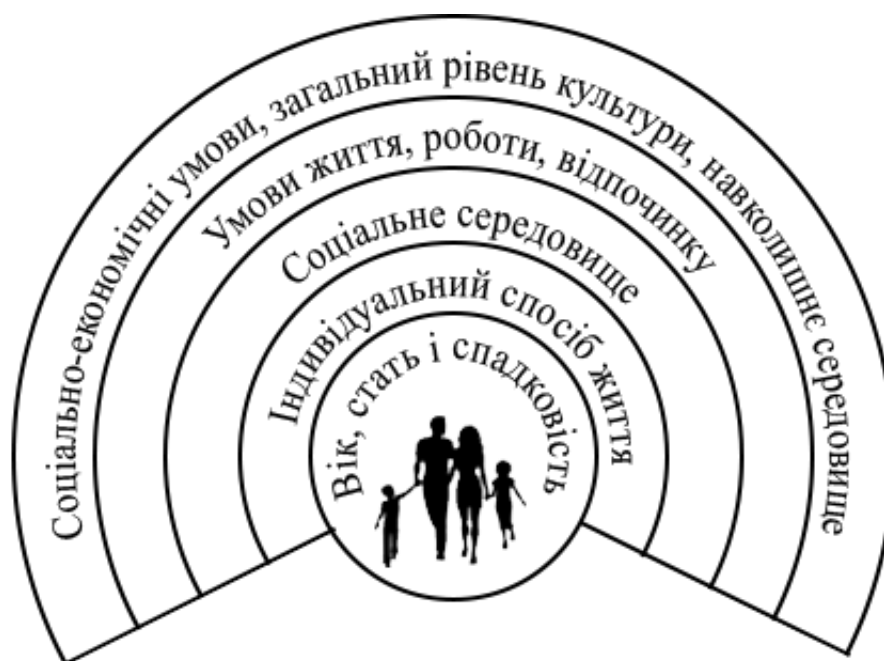 Соціально-економічні умови, загальний рівень культури, навколишнє середовище
Умови життя, роботи, відпочинку
Соціальне середовище
Індивідуальний спосіб життя
Вік, стать і спадковість